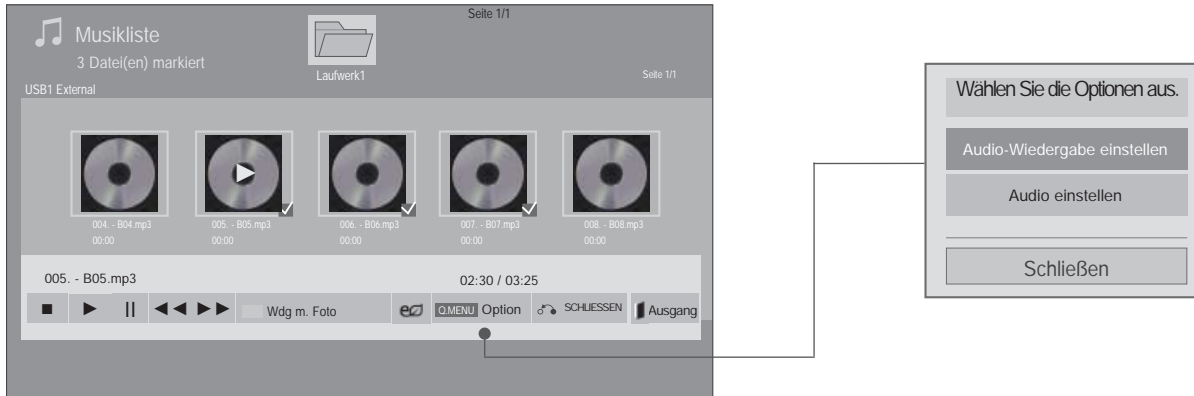 Seite 1/1
Musikliste
3 Datei(en) markiert
Laufwerk1
Seite 1/1
USB1 External
004. - B04.mp3
005. - B05.mp3
006. - B06.mp3
007. - B07.mp3
008. - B08.mp3
00:00
00:00
00:00
00:00
00:00
005. - B05.mp3
02:30 / 03:25
Wdg m. Foto
Q.MENU Option
SCHLIESSEN
Ausgang
Wählen Sie die Optionen aus.
Audio-Wiedergabe einstellen
Audio einstellen
Schließen